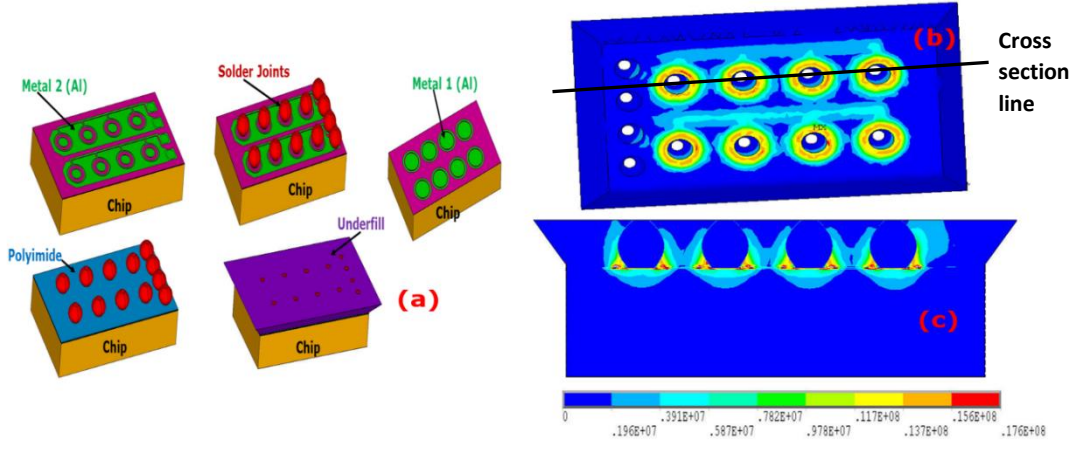 Metal 2 (Al)
Chip
Solder Joints
Chip
Metal 1 (Al)
Chip
Polyimide
Chip
Underfill
Chip
(a)
(b)
Cross
section
line
MX
(c)
0
.196E+07
.391E+07
.587E+07
.782E+07
.978E+07
.117E+08
.137E+08
.156E+08
.176E+08